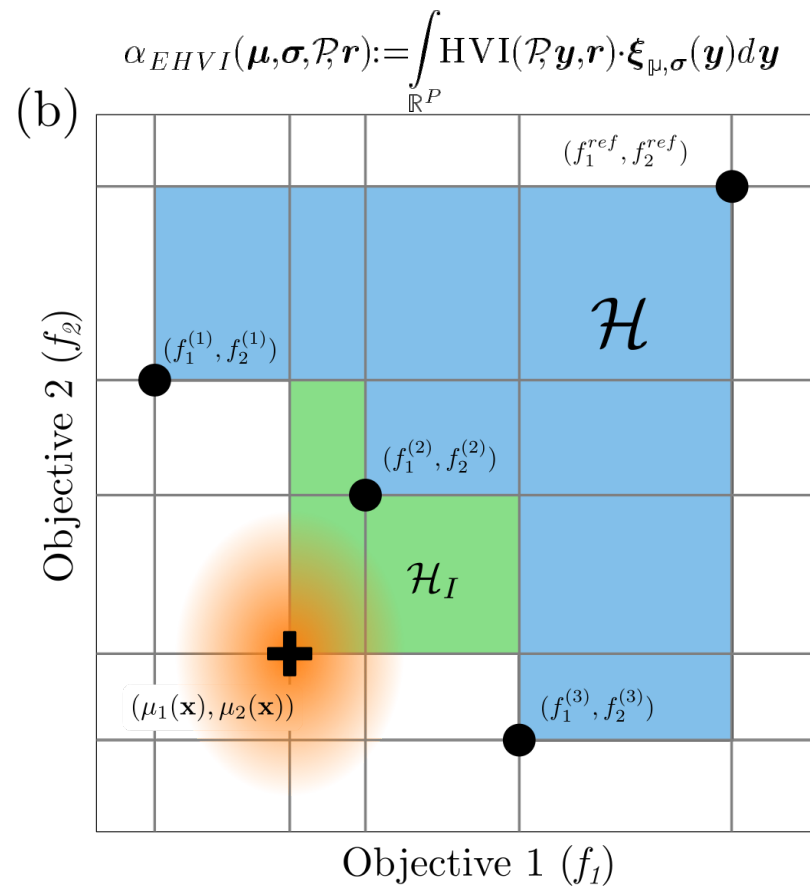 α_{EHVI}(μ,σ,𝒫,r):=∫_{ℝ^P} HVI(𝒫,y,r)·ξ_{μ,σ}(y)dy
(b)
(f_1^{ref}, f_2^{ref})
ℋ
(f_1^{(1)}, f_2^{(1)})
Objective 2 (f_2)
(f_1^{(2)}, f_2^{(2)})
ℋ_I
(μ_1(x), μ_2(x))
(f_1^{(3)}, f_2^{(3)})
Objective 1 (f_1)